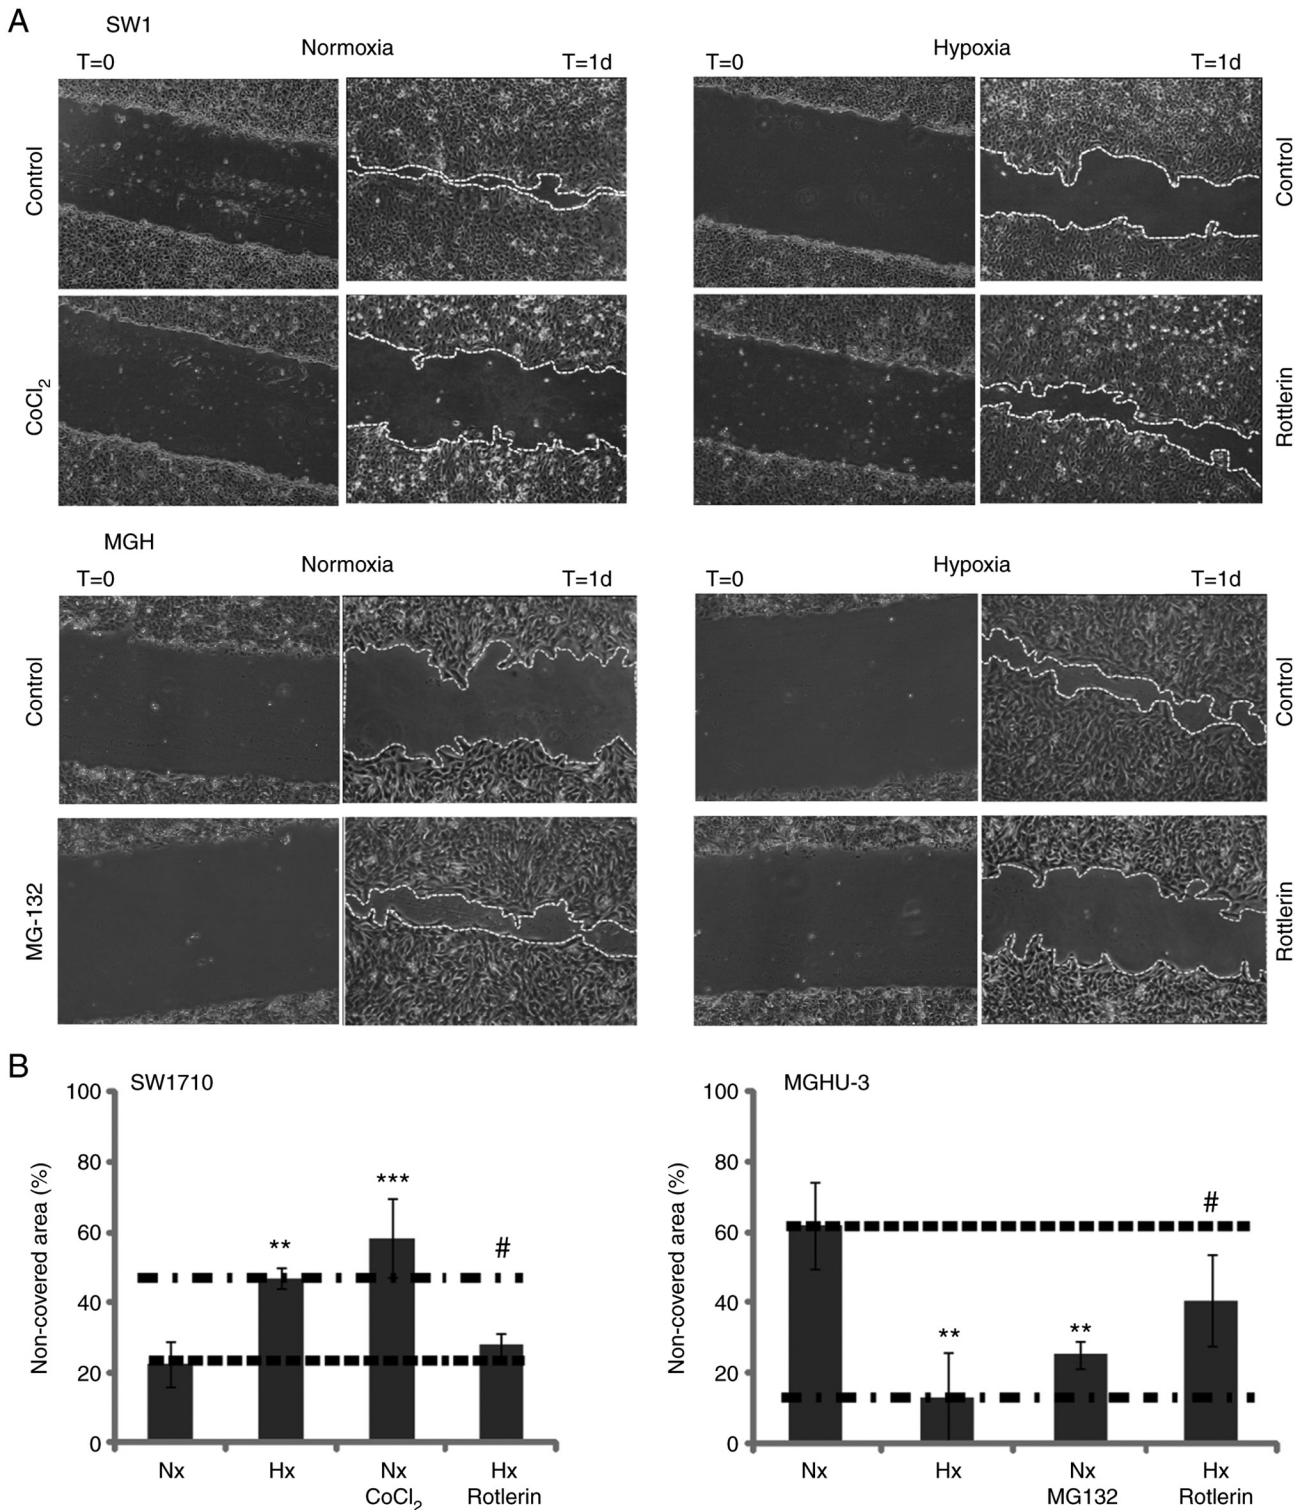 A
SW1
Normoxia
Hypoxia
T=0
T=1d
T=0
T=1d
Control
Control
CoCl₂
Rottlerin
MGH
Normoxia
Hypoxia
T=0
T=1d
T=0
T=1d
Control
Control
MG-132
Rottlerin
B
SW1710
Non-covered area (%)
100
80
60
40
20
0
**
***
#
Nx
Hx
Nx
CoCl₂
Hx
Rotlerin
MGHU-3
Non-covered area (%)
100
80
60
40
20
0
**
**
#
Nx
Hx
Nx
MG132
Hx
Rotlerin